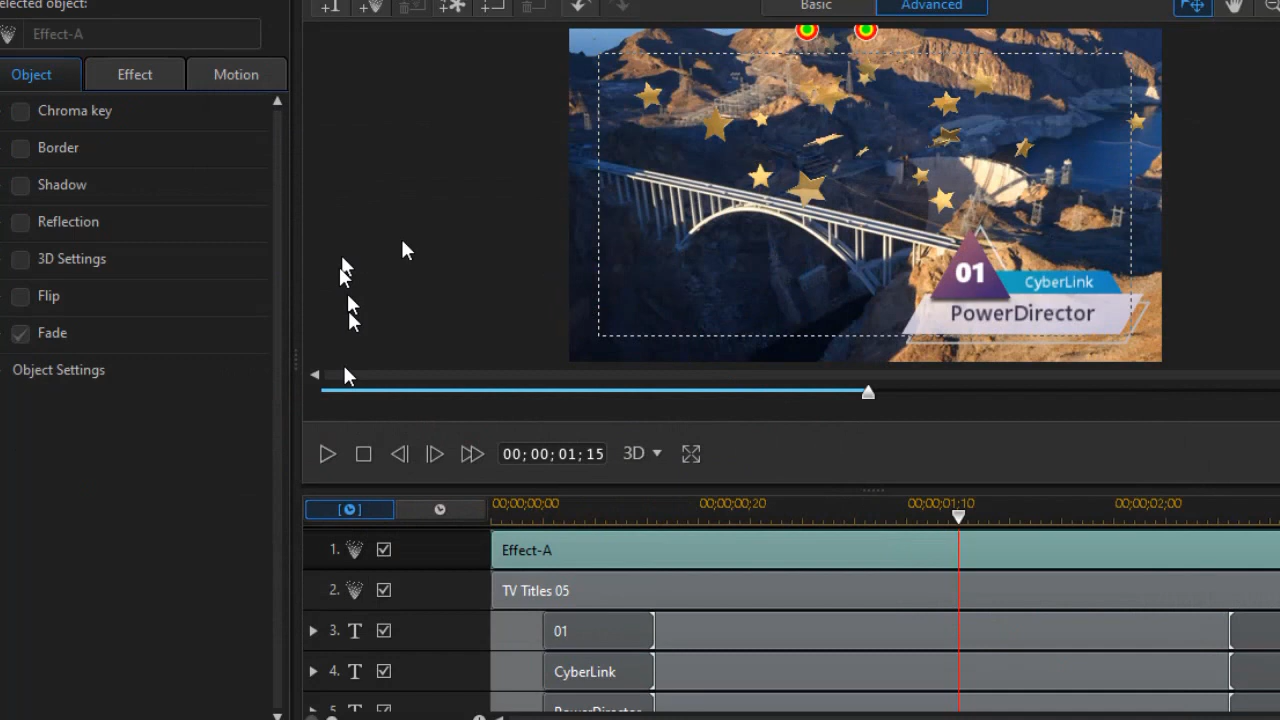 elected object:
Basic
Advanced
Effect-A
Object
Effect
Motion
Chroma key
Border
Shadow
Reflection
3D Settings
Flip
Fade
Object Settings
01
CyberLink
PowerDirector
00;00;01;15
3D
00;00;00;00
00;00;00;20
00;00;01;10
00;00;02;00
1.
Effect-A
2.
TV Titles 05
3.
T
01
4.
T
CyberLink
5.
T
PowerDirector